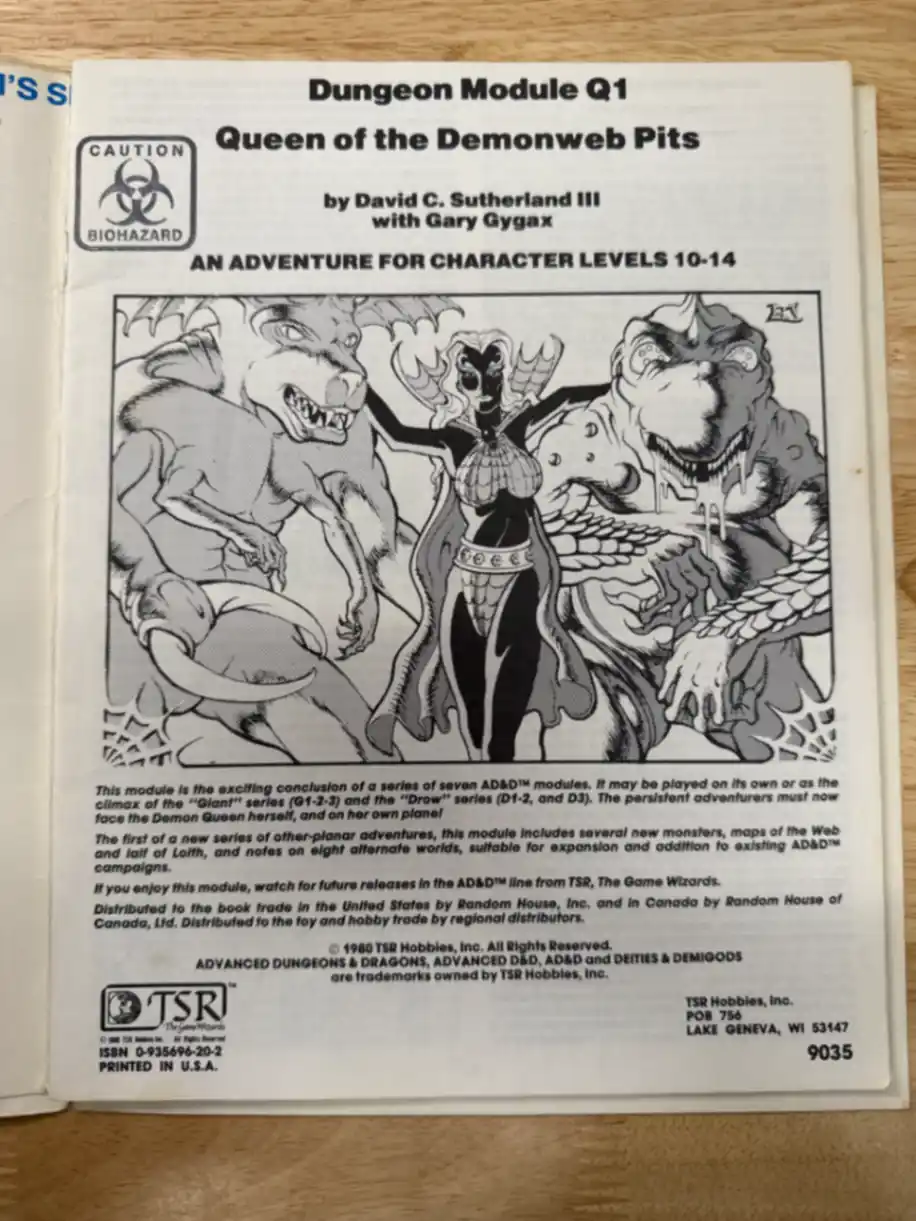 'S S
Dungeon Module Q1
Queen of the Demonweb Pits
CAUTION
BIOHAZARD
by David C. Sutherland III
with Gary Gygax
AN ADVENTURE FOR CHARACTER LEVELS 10-14
This module is the exciting conclusion of a series of seven AD&D™ modules. It may be played on its own or as the
climax of the "Giant" series (G1-2-3) and the "Drow" series (D1-2, and D3). The persistent adventurers must now
face the Demon Queen herself, and on her own plane!
The first of a new series of other-planar adventures, this module includes several new monsters, maps of the Web
and lair of Lolth, and notes on eight alternate worlds, suitable for expansion and addition to existing AD&D™
campaigns.
If you enjoy this module, watch for future releases in the AD&D™ line from TSR, The Game Wizards.
Distributed to the book trade in the United States by Random House, Inc. and in Canada by Random House of
Canada, Ltd. Distributed to the toy and hobby trade by regional distributors.
© 1980 TSR Hobbies, Inc. All Rights Reserved.
ADVANCED DUNGEONS & DRAGONS, ADVANCED D&D, AD&D and DEITIES & DEMIGODS
are trademarks owned by TSR Hobbies, Inc.
TSR™
The Game Wizards
© 1980 TSR Hobbies Inc. All Rights Reserved
ISBN 0-935696-20-2
PRINTED IN U.S.A.
TSR Hobbies, Inc.
POB 756
LAKE GENEVA, WI 53147
9035